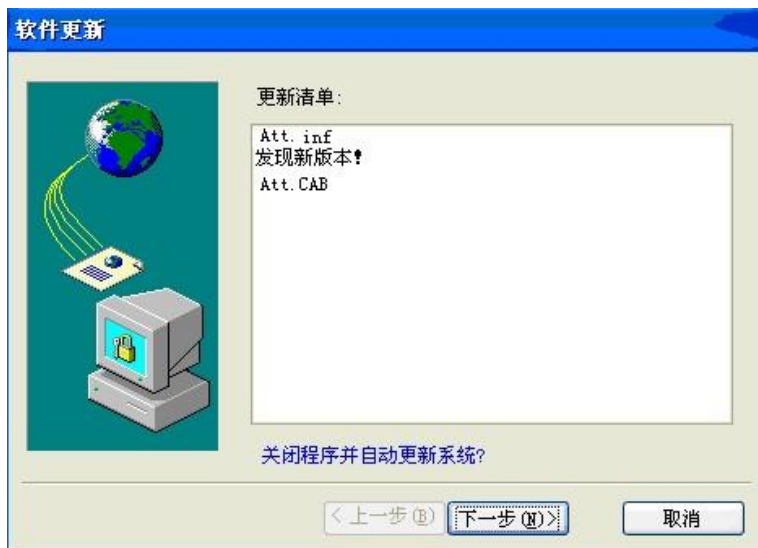 软件更新
更新清单:
Att. inf
发现新版本!
Att.CAB
关闭程序并自动更新系统?
< 上一步(B) 下一步(N)> 取消